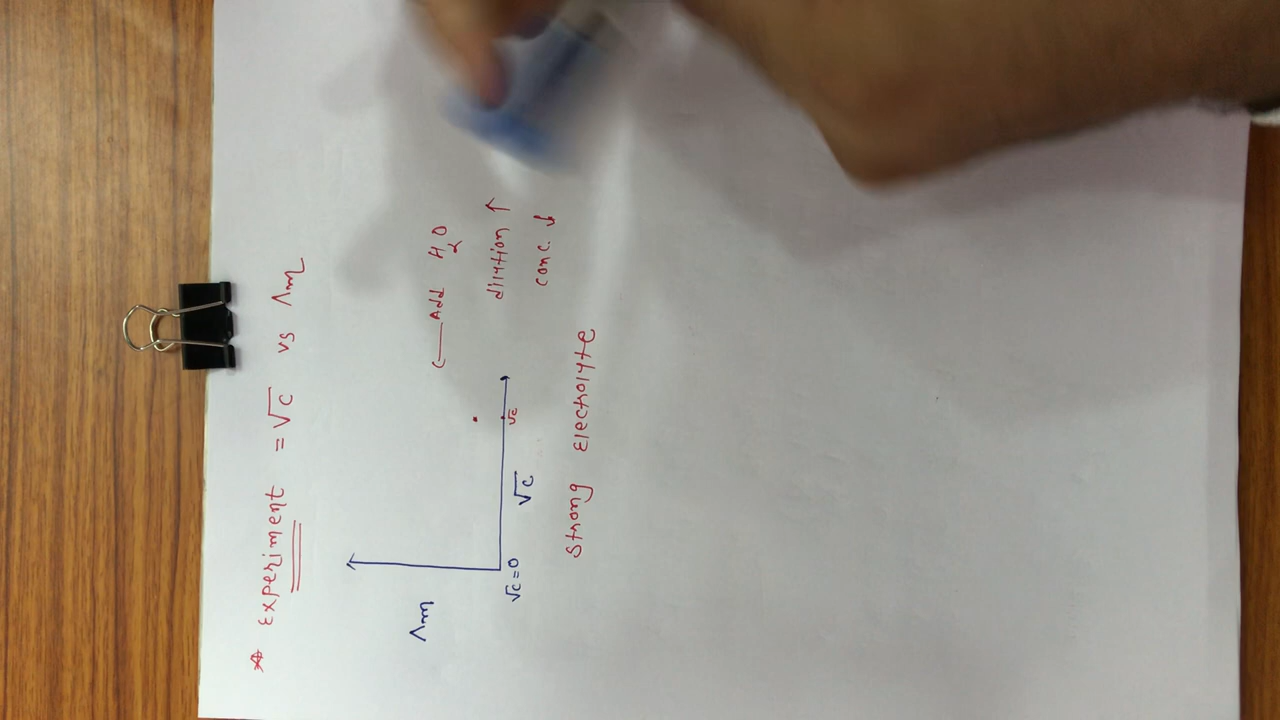 * Experiment = √C vs Λm
⟵ Add H2O
dilution ↑
conc. ↓
Λm
√C
√C
√C = 0
Strong Electrolyte